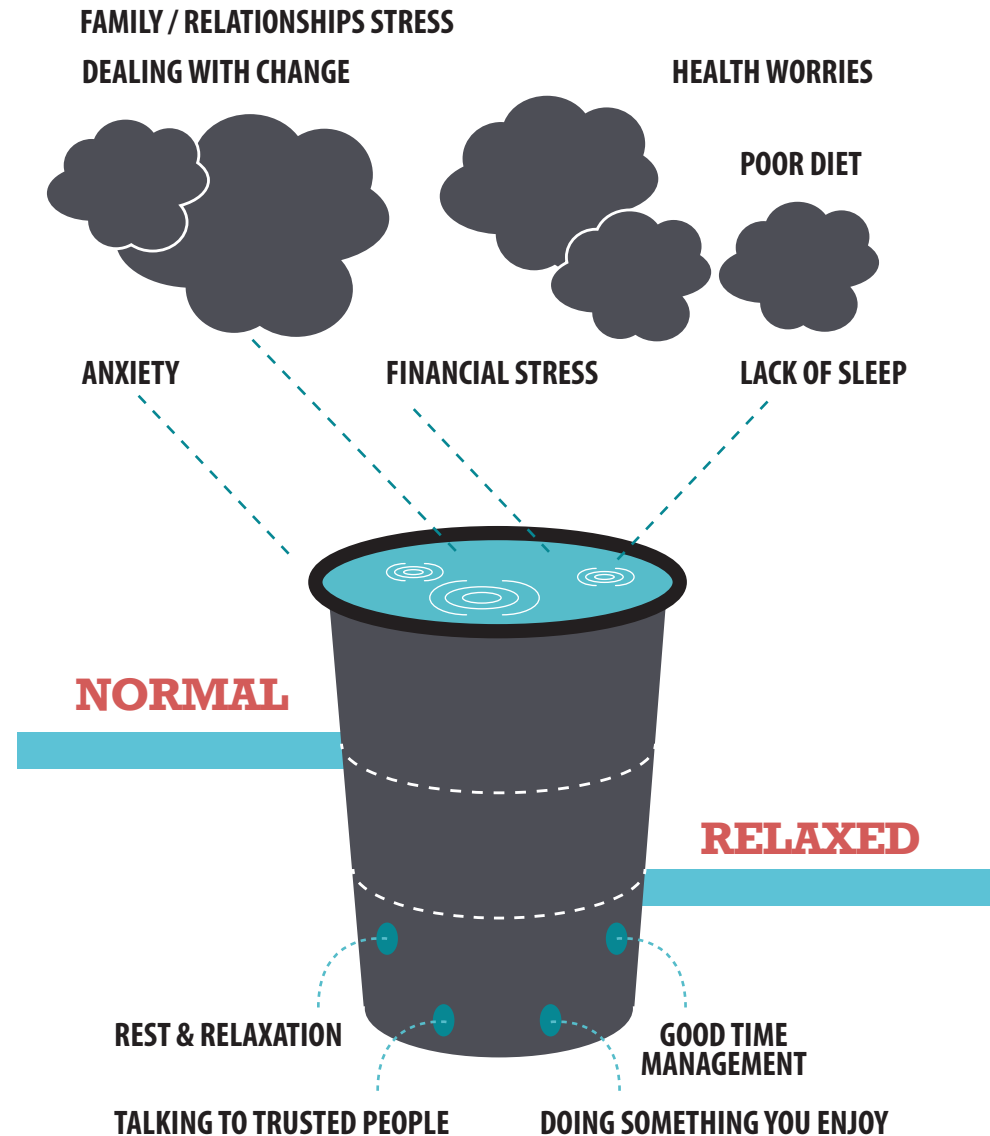 FAMILY / RELATIONSHIPS STRESS
DEALING WITH CHANGE
HEALTH WORRIES
POOR DIET
ANXIETY
FINANCIAL STRESS
LACK OF SLEEP
NORMAL
RELAXED
REST & RELAXATION
GOOD TIME
MANAGEMENT
TALKING TO TRUSTED PEOPLE
DOING SOMETHING YOU ENJOY